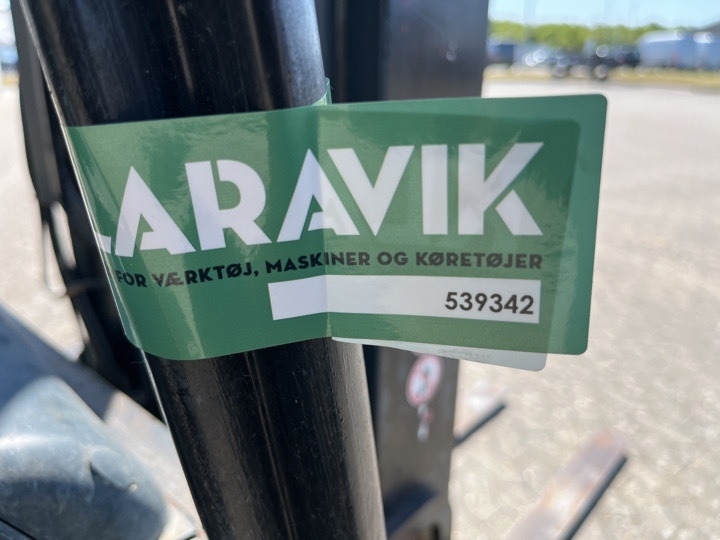 LARAVIK
FOR VÆRKTØJ, MASKINER OG KØRETØJER
539342